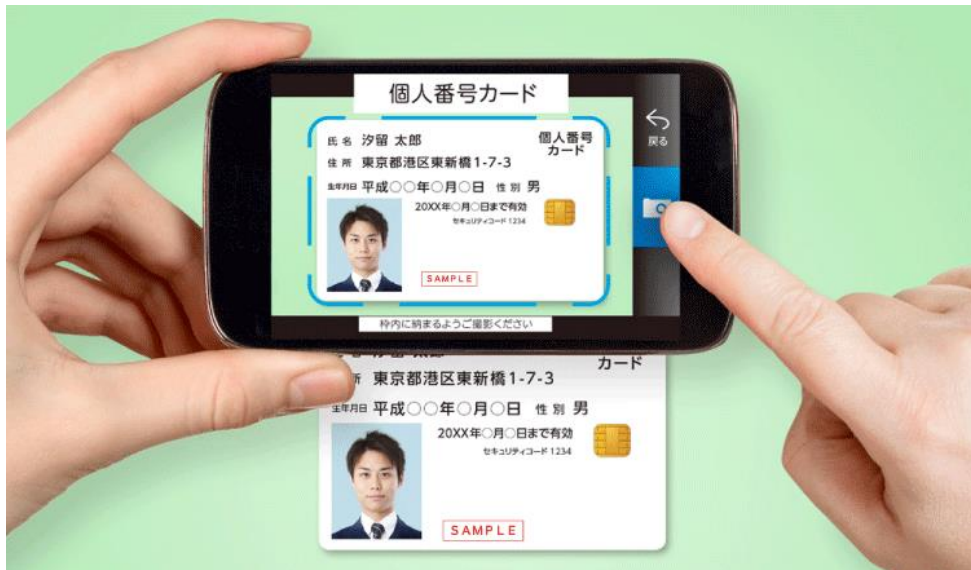 個人番号カード
氏名 汐留 太郎
個人番号
カード
住所 東京都港区東新橋1-7-3
生年月日 平成○○年○月○日 性別 男
20XX年○月○日まで有効
セキュリティコード 1234
SAMPLE
戻る
枠内に納まるようご撮影ください
カード
東京都港区東新橋1-7-3
生年月日 平成○○年○月○日 性別 男
20XX年○月○日まで有効
セキュリティコード 1234
SAMPLE